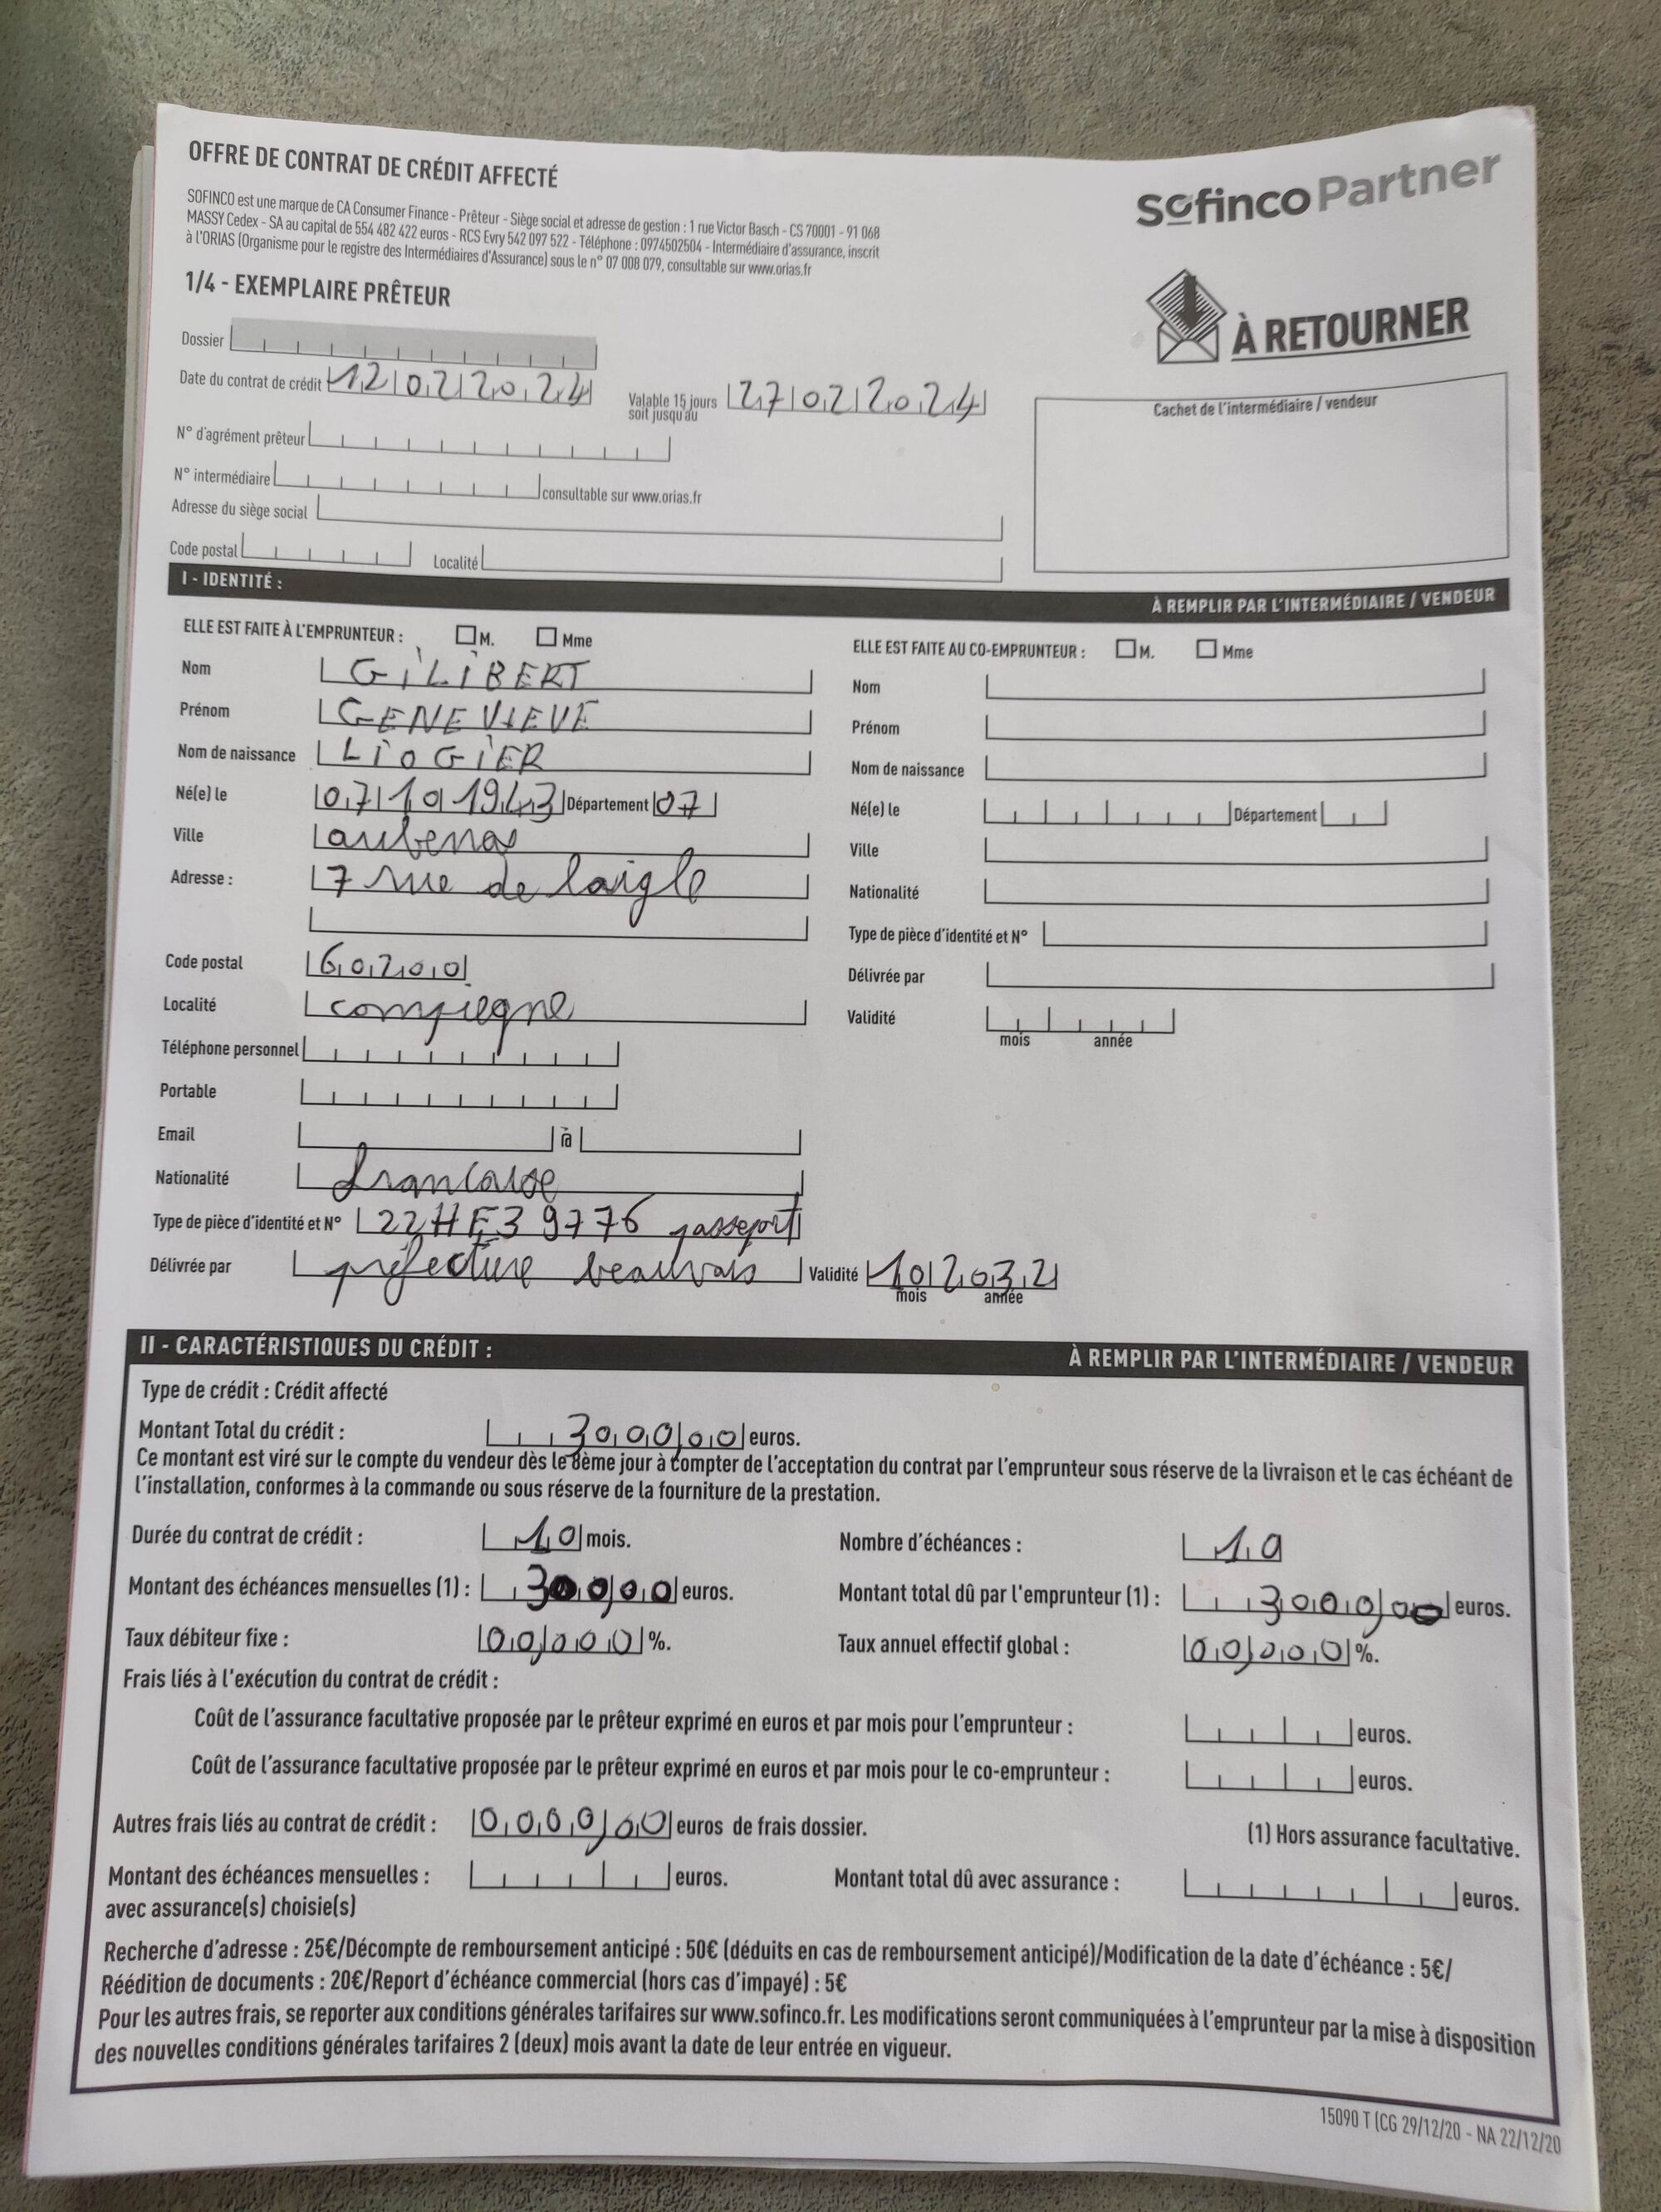 OFFRE DE CONTRAT DE CRÉDIT AFFECTÉ
Sofinco Partner
SOFINCO est une marque de CA Consumer Finance - Prêteur - Siège social et adresse de gestion : 1 rue Victor Basch - CS 70001 - 91 068
MASSY Cedex - SA au capital de 554 482 422 euros - RCS Evry 542 097 522 - Téléphone : 0974502504 - Intermédiaire d'assurance, inscrit
à l'ORIAS (Organisme pour le registre des Intermédiaires d'Assurance) sous le n° 07 008 079, consultable sur www.orias.fr
1/4 - EXEMPLAIRE PRÊTEUR
À RETOURNER
Dossier
Date du contrat de crédit 12 02 2024 Valable 15 jours soit jusqu'au 27 02 2024
Cachet de l'intermédiaire / vendeur
N° d'agrément prêteur
N° intermédiaire consultable sur www.orias.fr
Adresse du siège social
Code postal Localité
I - IDENTITÉ : À REMPLIR PAR L'INTERMÉDIAIRE / VENDEUR
ELLE EST FAITE À L'EMPRUNTEUR : M. Mme
Nom GILIBERT
Prénom GENEVIEVE
Nom de naissance LIOGIER
Né(e) le 07 10 1943 Département 07
Ville aubenas
Adresse : 7 rue de laigle
Code postal 60200
Localité compiegne
Téléphone personnel
Portable
Email @
Nationalité francaise
Type de pièce d'identité et N° 22HF39776 passeport
Délivrée par prefecture beauvais Validité 10 2032
mois année
ELLE EST FAITE AU CO-EMPRUNTEUR : M. Mme
Nom
Prénom
Nom de naissance
Né(e) le Département
Ville
Nationalité
Type de pièce d'identité et N°
Délivrée par
Validité
mois année
II - CARACTÉRISTIQUES DU CRÉDIT : À REMPLIR PAR L'INTERMÉDIAIRE / VENDEUR
Type de crédit : Crédit affecté
Montant Total du crédit : 3000,00 euros.
Ce montant est viré sur le compte du vendeur dès le 8ème jour à compter de l'acceptation du contrat par l'emprunteur sous réserve de la livraison et le cas échéant de
l'installation, conformes à la commande ou sous réserve de la fourniture de la prestation.
Durée du contrat de crédit : 10 mois. Nombre d'échéances : 10
Montant des échéances mensuelles (1) : 300,00 euros. Montant total dû par l'emprunteur (1) : 3000,00 euros.
Taux débiteur fixe : 00,000 %. Taux annuel effectif global : 00,000 %.
Frais liés à l'exécution du contrat de crédit :
Coût de l'assurance facultative proposée par le prêteur exprimé en euros et par mois pour l'emprunteur : euros.
Coût de l'assurance facultative proposée par le prêteur exprimé en euros et par mois pour le co-emprunteur : euros.
Autres frais liés au contrat de crédit : 0000,00 euros de frais dossier. (1) Hors assurance facultative.
Montant des échéances mensuelles : euros. Montant total dû avec assurance : euros.
avec assurance(s) choisie(s)
Recherche d'adresse : 25€/Décompte de remboursement anticipé : 50€ (déduits en cas de remboursement anticipé)/Modification de la date d'échéance : 5€/
Réédition de documents : 20€/Report d'échéance commercial (hors cas d'impayé) : 5€
Pour les autres frais, se reporter aux conditions générales tarifaires sur www.sofinco.fr. Les modifications seront communiquées à l'emprunteur par la mise à disposition
des nouvelles conditions générales tarifaires 2 (deux) mois avant la date de leur entrée en vigueur.
15090 T (CG 29/12/20 - NA 22/12/20